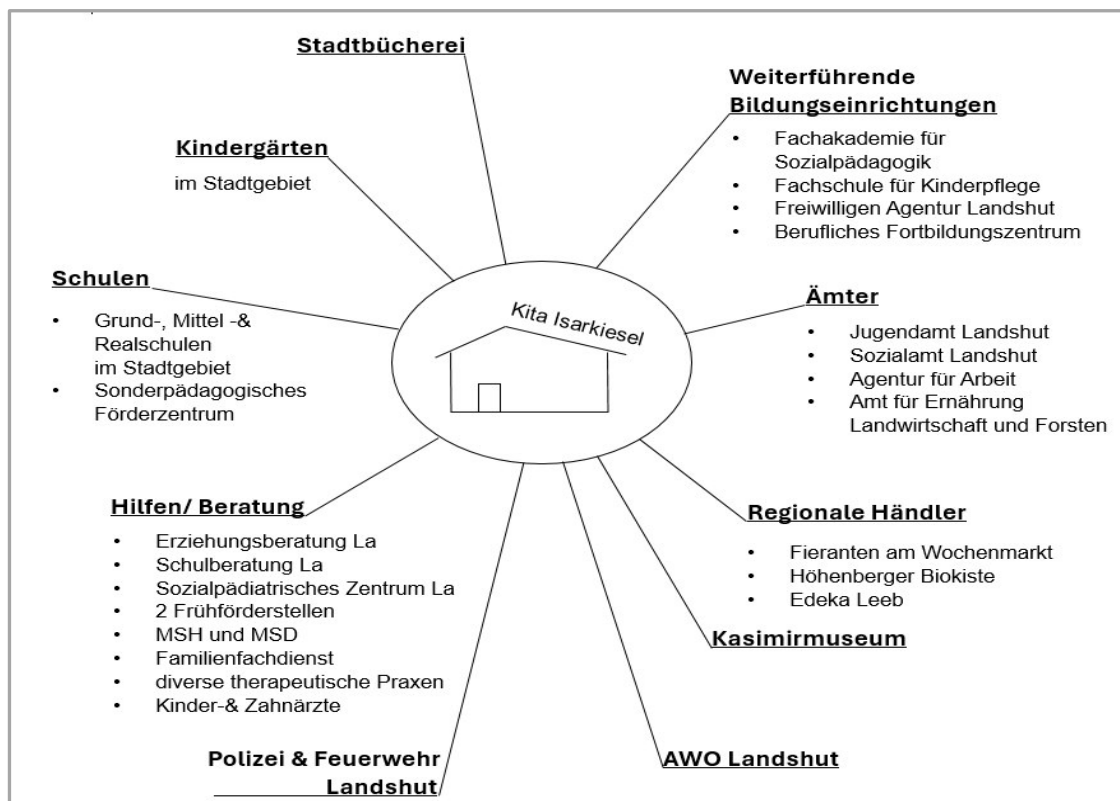 Stadtbücherei
Weiterführende
Bildungseinrichtungen
• Fachakademie für
Sozialpädagogik
• Fachschule für Kinderpflege
• Freiwilligen Agentur Landshut
• Berufliches Fortbildungszentrum
Kindergärten
im Stadtgebiet
Schulen
• Grund-, Mittel -&
Realschulen
im Stadtgebiet
• Sonderpädagogisches
Förderzentrum
Kita Isarkiesel
Ämter
• Jugendamt Landshut
• Sozialamt Landshut
• Agentur für Arbeit
• Amt für Ernährung
Landwirtschaft und Forsten
Hilfen/ Beratung
• Erziehungsberatung La
• Schulberatung La
• Sozialpädiatrisches Zentrum La
• 2 Frühförderstellen
• MSH und MSD
• Familienfachdienst
• diverse therapeutische Praxen
• Kinder-& Zahnärzte
Regionale Händler
• Fieranten am Wochenmarkt
• Höhenberger Biokiste
• Edeka Leeb
Kasimirmuseum
Polizei & Feuerwehr
Landshut
AWO Landshut